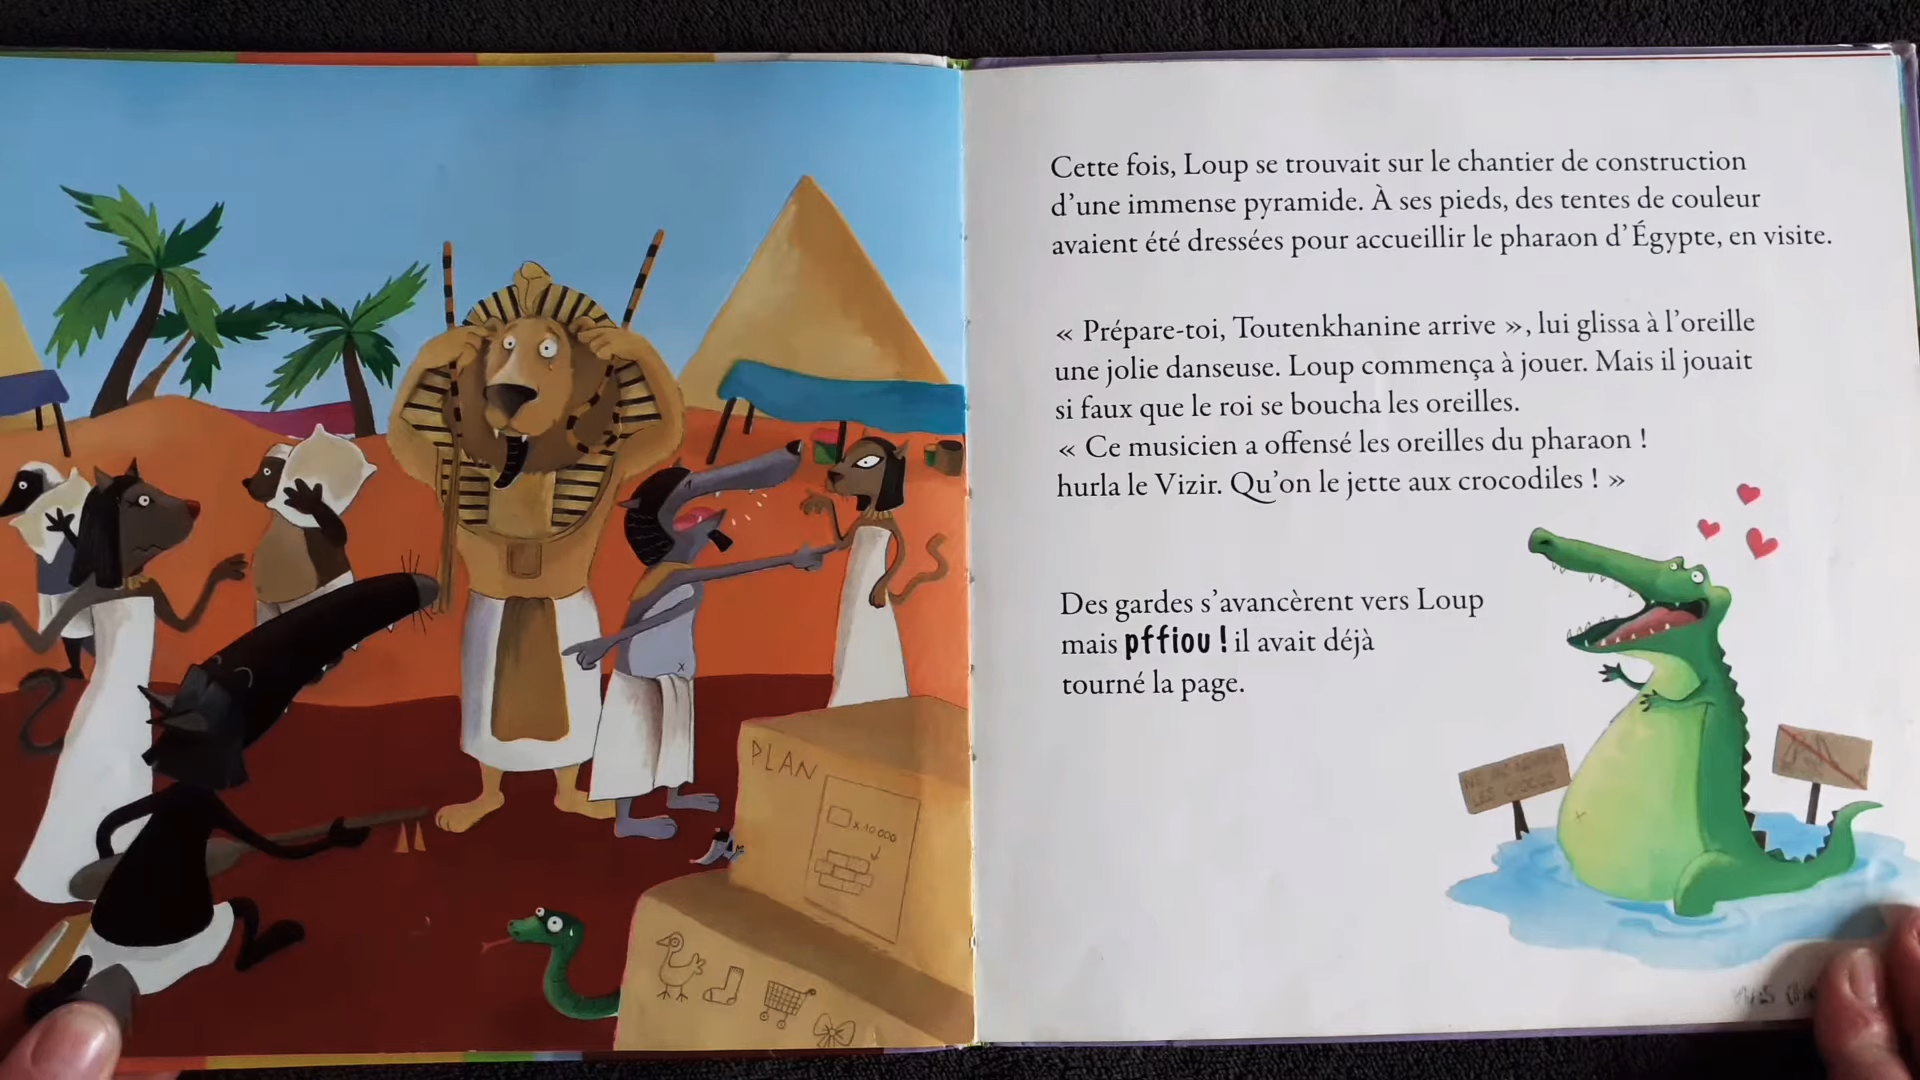 PLAN
x 10 000
Cette fois, Loup se trouvait sur le chantier de construction
d'une immense pyramide. À ses pieds, des tentes de couleur
avaient été dressées pour accueillir le pharaon d'Égypte, en visite.
« Prépare-toi, Toutenkhanine arrive », lui glissa à l'oreille
une jolie danseuse. Loup commença à jouer. Mais il jouait
si faux que le roi se boucha les oreilles.
« Ce musicien a offensé les oreilles du pharaon !
hurla le Vizir. Qu'on le jette aux crocodiles ! »
Des gardes s'avancèrent vers Loup
mais pffiou ! il avait déjà
tourné la page.
LES CROCOS